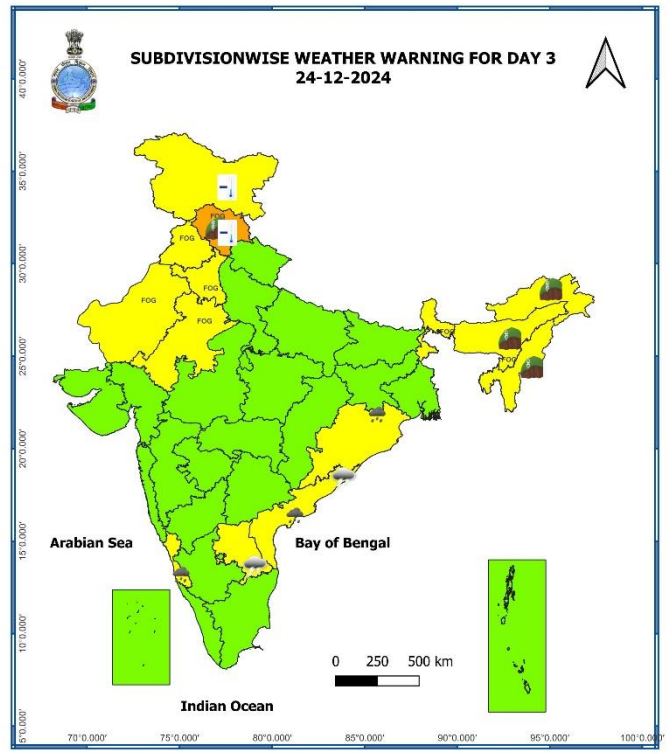 SUBDIVISIONWISE WEATHER WARNING FOR DAY 3
24-12-2024
40°0.000'
35°0.000'
30°0.000'
25°0.000'
20°0.000'
15°0.000'
10°0.000'
5°0.000'
FOG
FOG
FOG
FOG
FOG
FOG
FOG
Arabian Sea
Bay of Bengal
0 250 500 km
Indian Ocean
70°0.000' 75°0.000' 80°0.000' 85°0.000' 90°0.000' 95°0.000' 100°0.000'